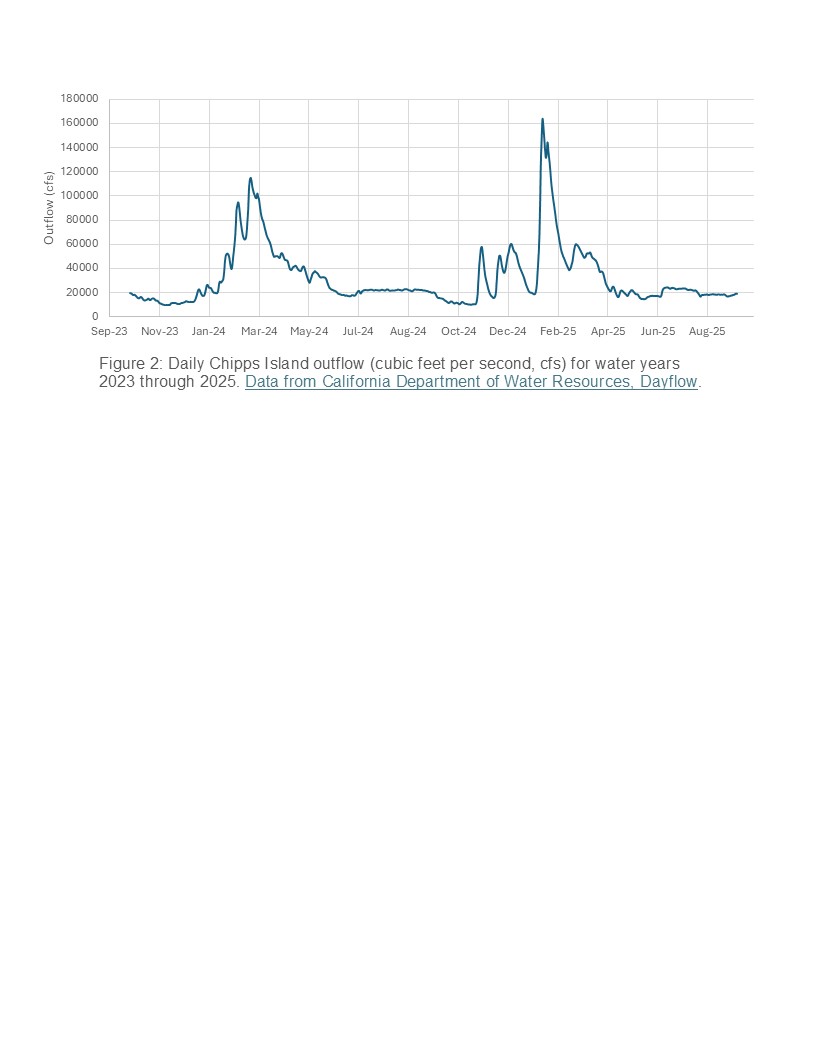 180000
160000
140000
120000
100000
80000
60000
40000
20000
0
Outflow (cfs)
Sep-23 Nov-23 Jan-24 Mar-24 May-24 Jul-24 Aug-24 Oct-24 Dec-24 Feb-25 Apr-25 Jun-25 Aug-25
Figure 2: Daily Chipps Island outflow (cubic feet per second, cfs) for water years
2023 through 2025. Data from California Department of Water Resources, Dayflow.